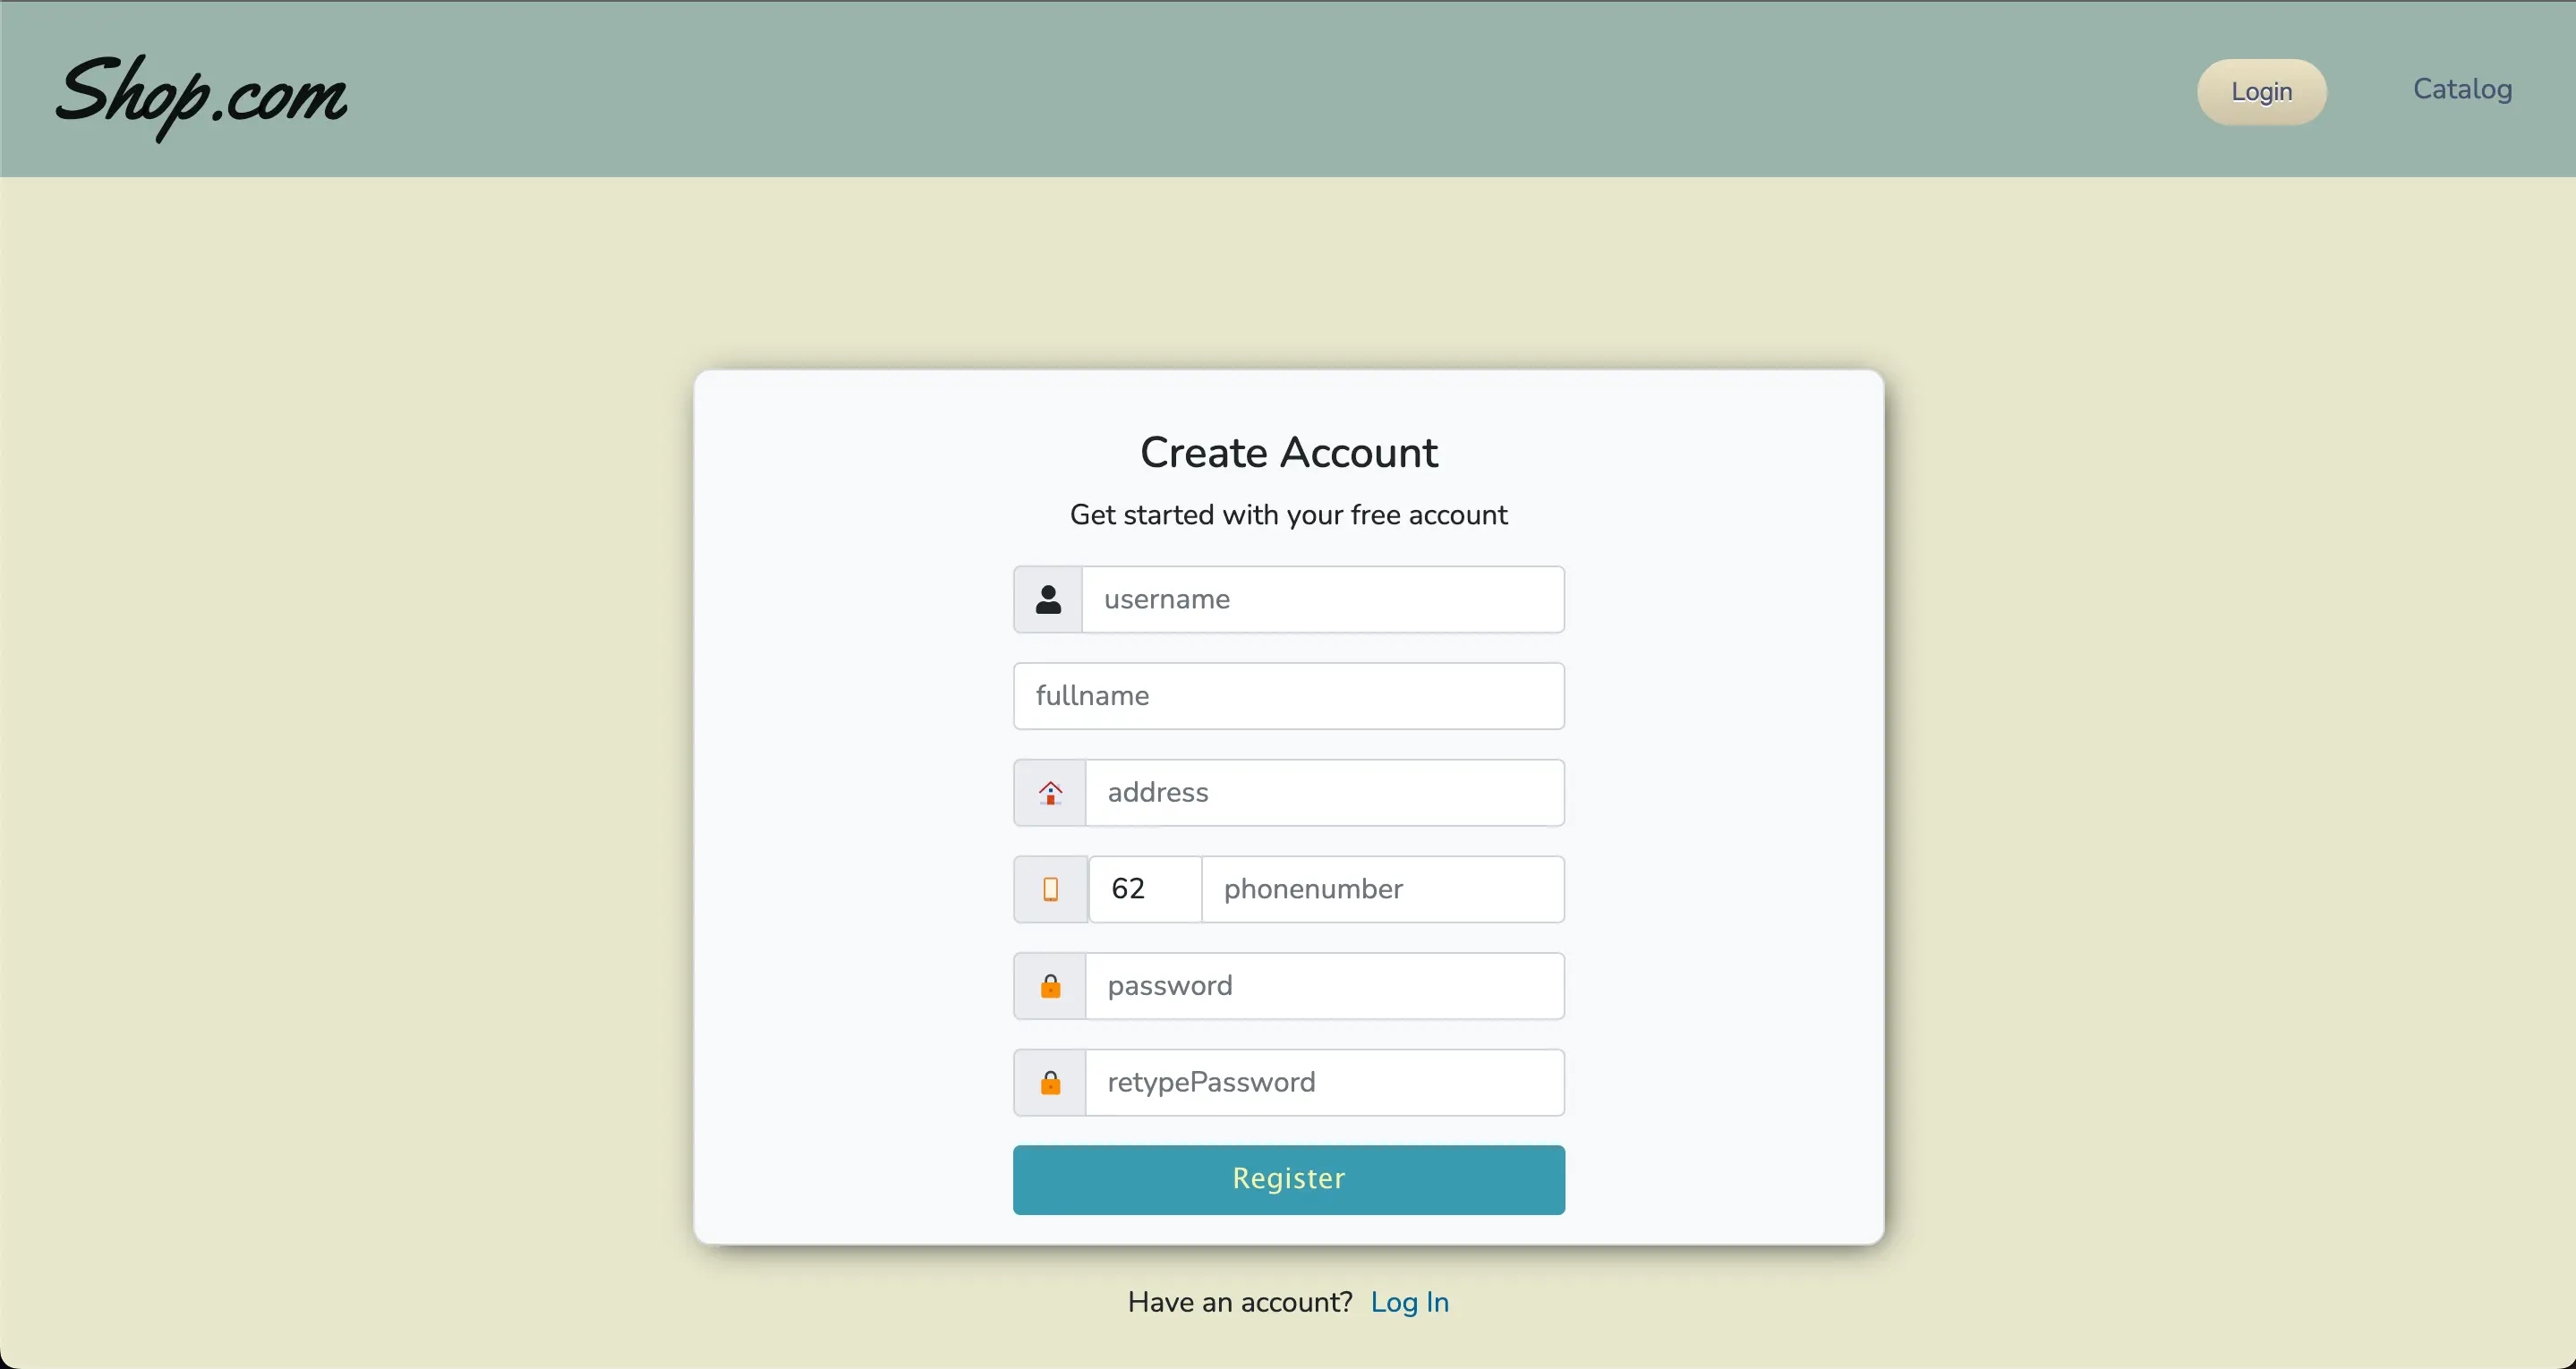 Shop.com
Login
Catalog
Create Account
Get started with your free account
username
fullname
address
62 phonenumber
password
retypePassword
Register
Have an account? Log In